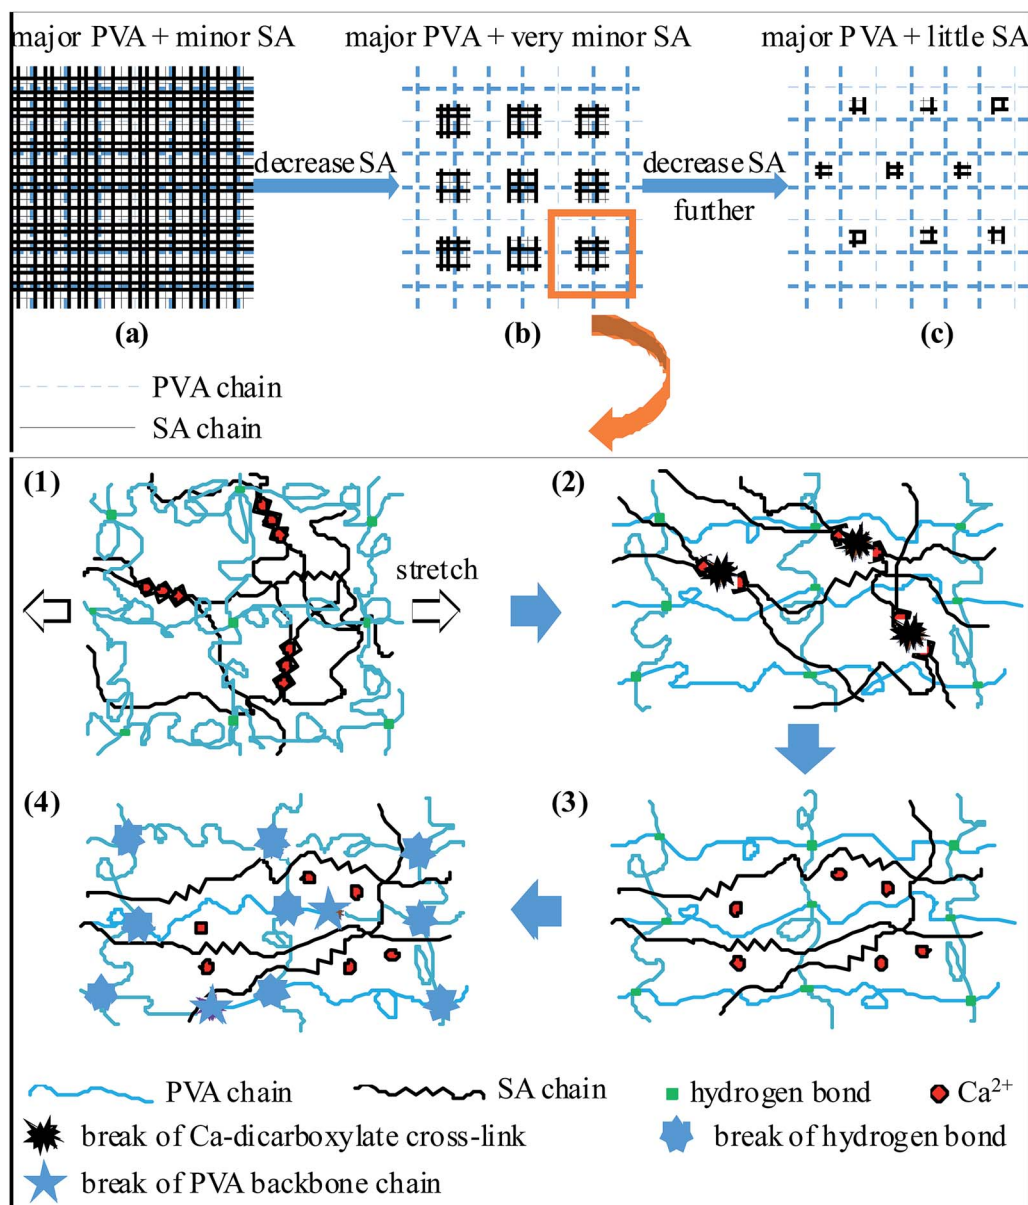 major PVA + minor SA
major PVA + very minor SA
major PVA + little SA
decrease SA
decrease SA
further
(a)
(b)
(c)
PVA chain
SA chain
(1)
(2)
stretch
(4)
(3)
PVA chain
SA chain
hydrogen bond
Ca²⁺
break of Ca-dicarboxylate cross-link
break of hydrogen bond
break of PVA backbone chain